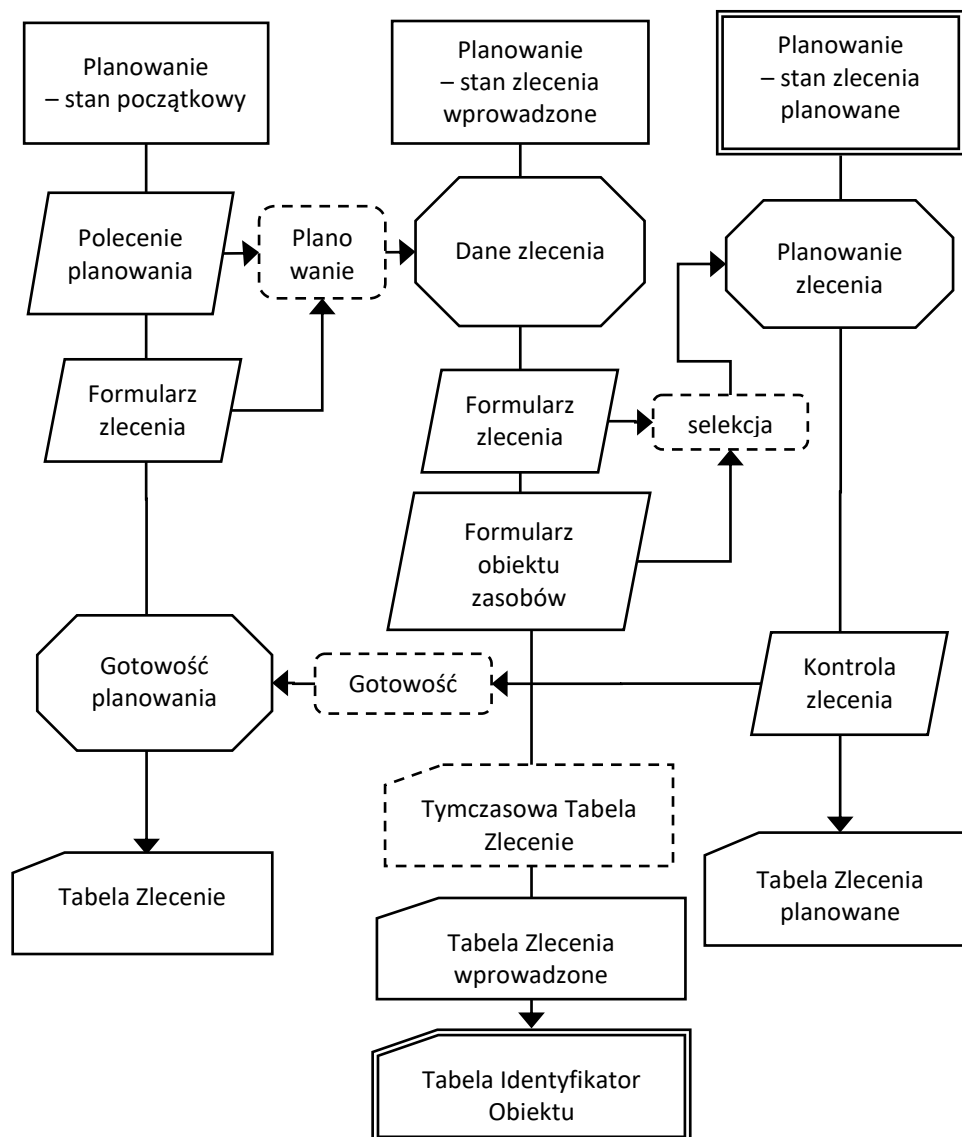 Planowanie
– stan początkowy
Planowanie
– stan zlecenia
wprowadzone
Planowanie
– stan zlecenia
planowane
Polecenie
planowania
Plano
wanie
Dane zlecenia
Planowanie
zlecenia
Formularz
zlecenia
Formularz
zlecenia
selekcja
Formularz
obiektu
zasobów
Gotowość
planowania
Gotowość
Kontrola
zlecenia
Tymczasowa Tabela
Zlecenie
Tabela Zlecenie
Tabela Zlecenia
planowane
Tabela Zlecenia
wprowadzone
Tabela Identyfikator
Obiektu